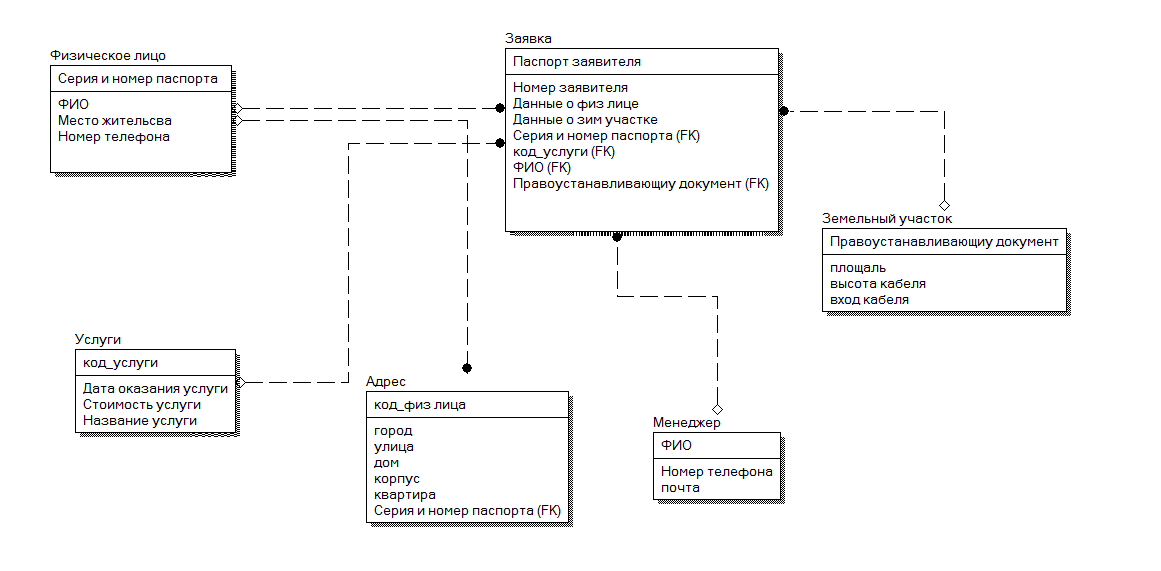 Физическое лицо
Серия и номер паспорта
ФИО
Место жительсва
Номер телефона
Заявка
Паспорт заявителя
Номер заявителя
Данные о физ лице
Данные о зим участке
Серия и номер паспорта (FK)
код_услуги (FK)
ФИО (FK)
Правоустанавливающиу документ (FK)
Земельный участок
Правоустанавливающиу документ
площаль
высота кабеля
вход кабеля
Услуги
код_услуги
Дата оказания услуги
Стоимость услуги
Название услуги
Адрес
код_физ лица
город
улица
дом
корпус
квартира
Серия и номер паспорта (FK)
Менеджер
ФИО
Номер телефона
почта